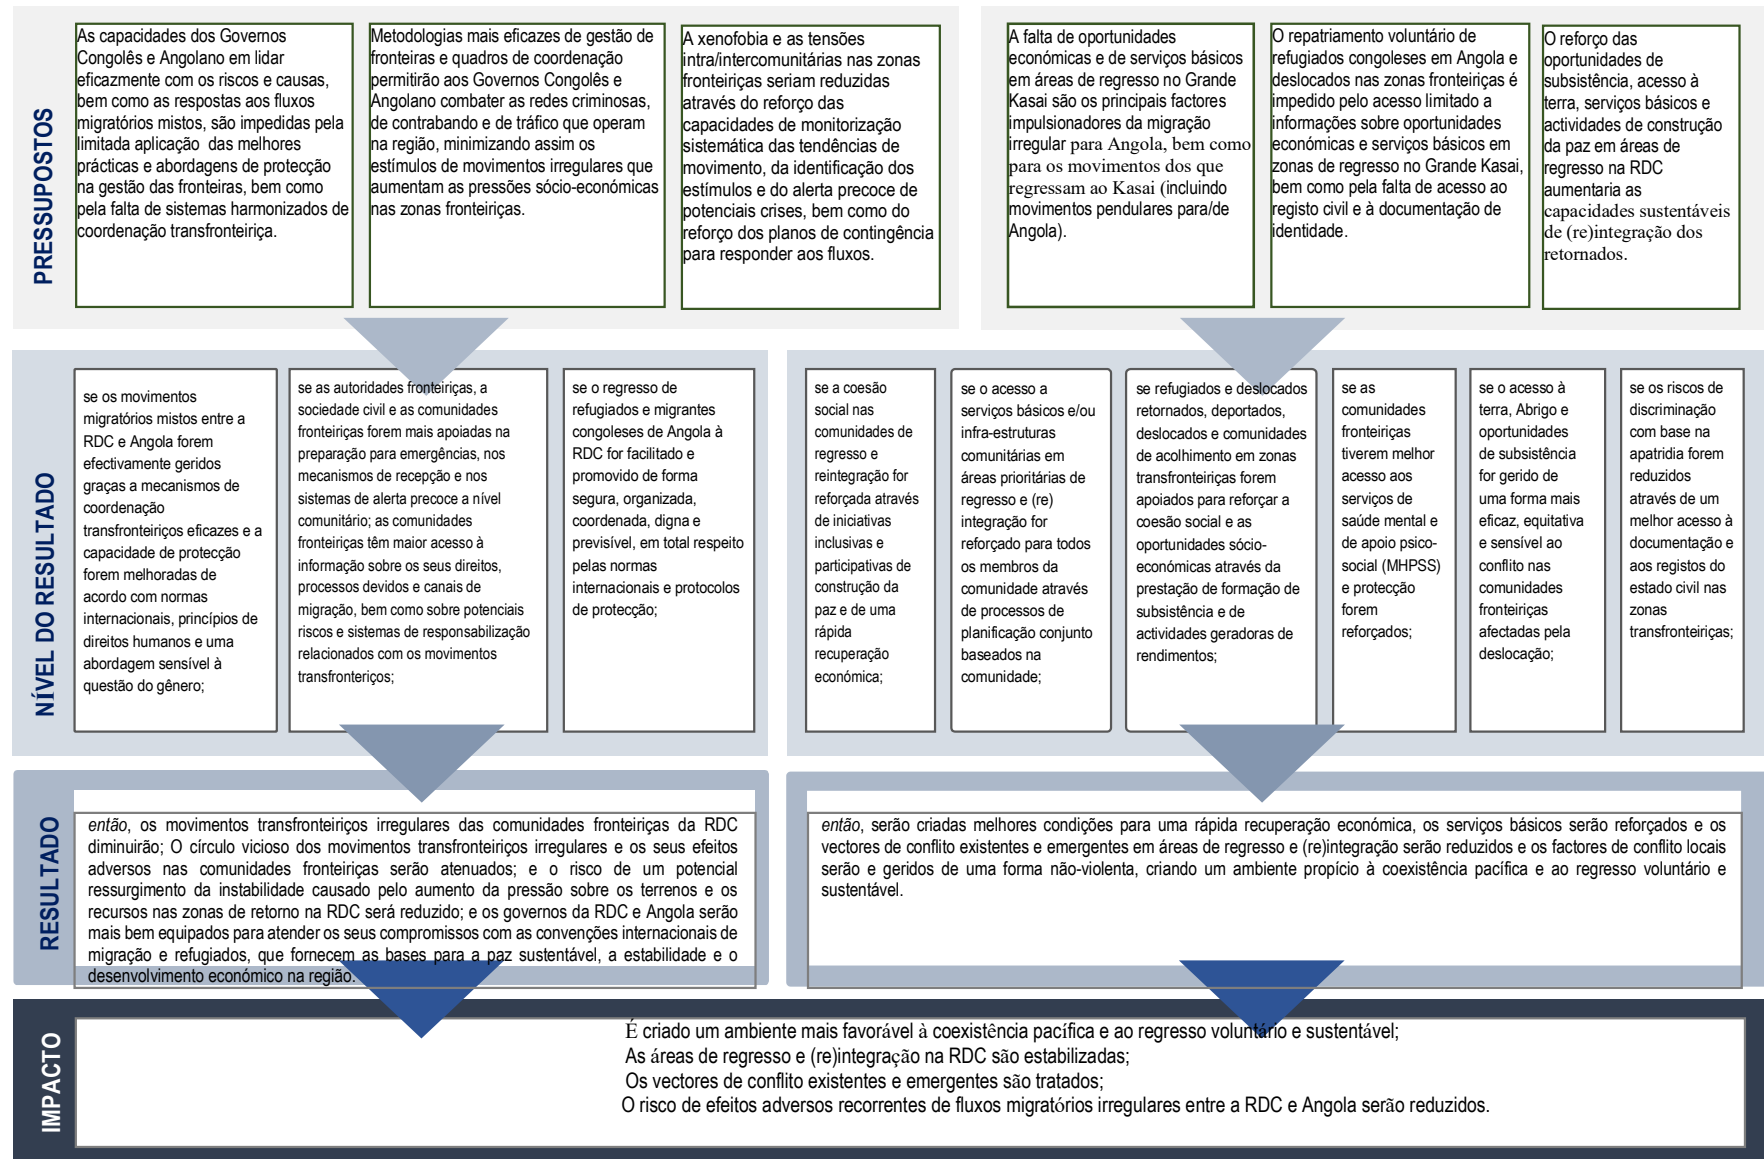 PRESSUPOSTOS
As capacidades dos Governos
Congolês e Angolano em lidar
eficazmente com os riscos e causas,
bem como as respostas aos fluxos
migratórios mistos, são impedidas pela
limitada aplicação das melhores
prácticas e abordagens de protecção
na gestão das fronteiras, bem como
pela falta de sistemas harmonizados de
coordenação transfronteiriça.
Metodologias mais eficazes de gestão de
fronteiras e quadros de coordenação
permitirão aos Governos Congolês e
Angolano combater as redes criminosas,
de contrabando e de tráfico que operam
na região, minimizando assim os
estímulos de movimentos irregulares que
aumentam as pressões sócio-económicas
nas zonas fronteiriças.
A xenofobia e as tensões
intra/intercomunitárias nas zonas
fronteiriças seriam reduzidas
através do reforço das
capacidades de monitorização
sistemática das tendências de
movimento, da identificação dos
estímulos e do alerta precoce de
potenciais crises, bem como do
reforço dos planos de contingência
para responder aos fluxos.
A falta de oportunidades
económicas e de serviços básicos
em áreas de regresso no Grande
Kasai são os principais factores
impulsionadores da migração
irregular para Angola, bem como
para os movimentos dos que
regressam ao Kasai (incluindo
movimentos pendulares para/de
Angola).
O repatriamento voluntário de
refugiados congoleses em Angola e
deslocados nas zonas fronteiriças é
impedido pelo acesso limitado a
informações sobre oportunidades
económicas e serviços básicos em
zonas de regresso no Grande Kasai,
bem como pela falta de acesso ao
registo civil e à documentação de
identidade.
O reforço das
oportunidades de
subsistência, acesso à
terra, serviços básicos e
actividades de construção
da paz em áreas de
regresso na RDC
aumentaria as
capacidades sustentáveis
de (re)integração dos
retornados.
NÍVEL DO RESULTADO
se os movimentos
migratórios mistos entre a
RDC e Angola forem
efectivamente geridos
graças a mecanismos de
coordenação
transfronteiriços eficazes e a
capacidade de protecção
forem melhoradas de
acordo com normas
internacionais, princípios de
direitos humanos e uma
abordagem sensível à
questão do gênero;
se as autoridades fronteiriças, a
sociedade civil e as comunidades
fronteiriças forem mais apoiadas na
preparação para emergências, nos
mecanismos de recepção e nos
sistemas de alerta precoce a nível
comunitário; as comunidades
fronteiriças têm maior acesso à
informação sobre os seus direitos,
processos devidos e canais de
migração, bem como sobre potenciais
riscos e sistemas de responsabilização
relacionados com os movimentos
transfronteriços;
se o regresso de
refugiados e migrantes
congoleses de Angola à
RDC for facilitado e
promovido de forma
segura, organizada,
coordenada, digna e
previsível, em total respeito
pelas normas
internacionais e protocolos
de protecção;
se a coesão
social nas
comunidades de
regresso e
reintegração for
reforçada através
de iniciativas
inclusivas e
participativas de
construção da
paz e de uma
rápida
recuperação
económica;
se o acesso a
serviços básicos e/ou
infra-estruturas
comunitárias em
áreas prioritárias de
regresso e (re)
integração for
reforçado para todos
os membros da
comunidade através
de processos de
planificação conjunto
baseados na
comunidade;
se refugiados e deslocados
retornados, deportados,
deslocados e comunidades
de acolhimento em zonas
transfronteiriças forem
apoiados para reforçar a
coesão social e as
oportunidades sócio-
económicas através da
prestação de formação de
subsistência e de
actividades geradoras de
rendimentos;
se as
comunidades
fronteiriças
tiverem melhor
acesso aos
serviços de
saúde mental e
de apoio psico-
social (MHPSS)
e protecção
forem
reforçados;
se o acesso à
terra, Abrigo e
oportunidades
de subsistência
for gerido de
uma forma mais
eficaz, equitativa
e sensível ao
conflito nas
comunidades
fronteiriças
afectadas pela
deslocação;
se os riscos de
discriminação
com base na
apatridia forem
reduzidos
através de um
melhor acesso à
documentação e
aos registos do
estado civil nas
zonas
transfronteiriças;
RESULTADO
então, os movimentos transfronteiriços irregulares das comunidades fronteiriças da RDC
diminuirão; O círculo vicioso dos movimentos transfronteiriços irregulares e os seus efeitos
adversos nas comunidades fronteiriças serão atenuados; e o risco de um potencial
ressurgimento da instabilidade causado pelo aumento da pressão sobre os terrenos e os
recursos nas zonas de retorno na RDC será reduzido; e os governos da RDC e Angola serão
mais bem equipados para atender os seus compromissos com as convenções internacionais de
migração e refugiados, que fornecem as bases para a paz sustentável, a estabilidade e o
desenvolvimento económico na região.
então, serão criadas melhores condições para uma rápida recuperação económica, os serviços básicos serão reforçados e os
vectores de conflito existentes e emergentes em áreas de regresso e (re)integração serão reduzidos e os factores de conflito locais
serão e geridos de uma forma não-violenta, criando um ambiente propício à coexistência pacífica e ao regresso voluntário e
sustentável.
IMPACTO
É criado um ambiente mais favorável à coexistência pacífica e ao regresso voluntário e sustentável;
As áreas de regresso e (re)integração na RDC são estabilizadas;
Os vectores de conflito existentes e emergentes são tratados;
O risco de efeitos adversos recorrentes de fluxos migratórios irregulares entre a RDC e Angola serão reduzidos.